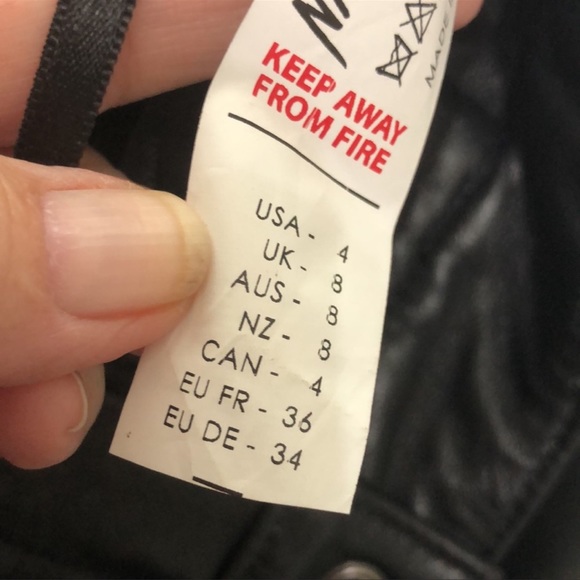 KEEP AWAY
FROM FIRE
USA - 4
UK - 8
AUS - 8
NZ - 8
CAN - 4
EU FR - 36
EU DE - 34
MADE